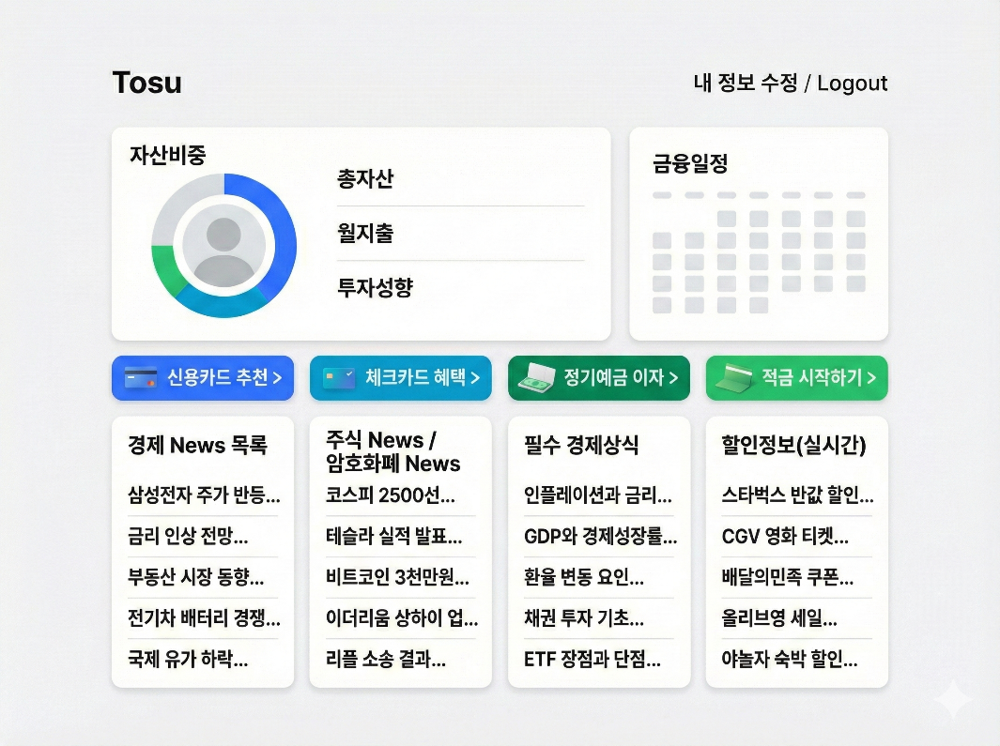 Tosu
내 정보 수정 / Logout
자산비중
총자산
월지출
투자성향
금융일정
신용카드 추천 >
체크카드 혜택 >
정기예금 이자 >
적금 시작하기 >
경제 News 목록
삼성전자 주가 반등...
금리 인상 전망...
부동산 시장 동향...
전기차 배터리 경쟁...
국제 유가 하락...
주식 News /
암호화폐 News
코스피 2500선...
테슬라 실적 발표...
비트코인 3천만원...
이더리움 상하이 업...
리플 소송 결과...
필수 경제상식
인플레이션과 금리...
GDP와 경제성장률...
환율 변동 요인...
채권 투자 기초...
ETF 장점과 단점...
할인정보(실시간)
스타벅스 반값 할인...
CGV 영화 티켓...
배달의민족 쿠폰...
올리브영 세일...
야놀자 숙박 할인...